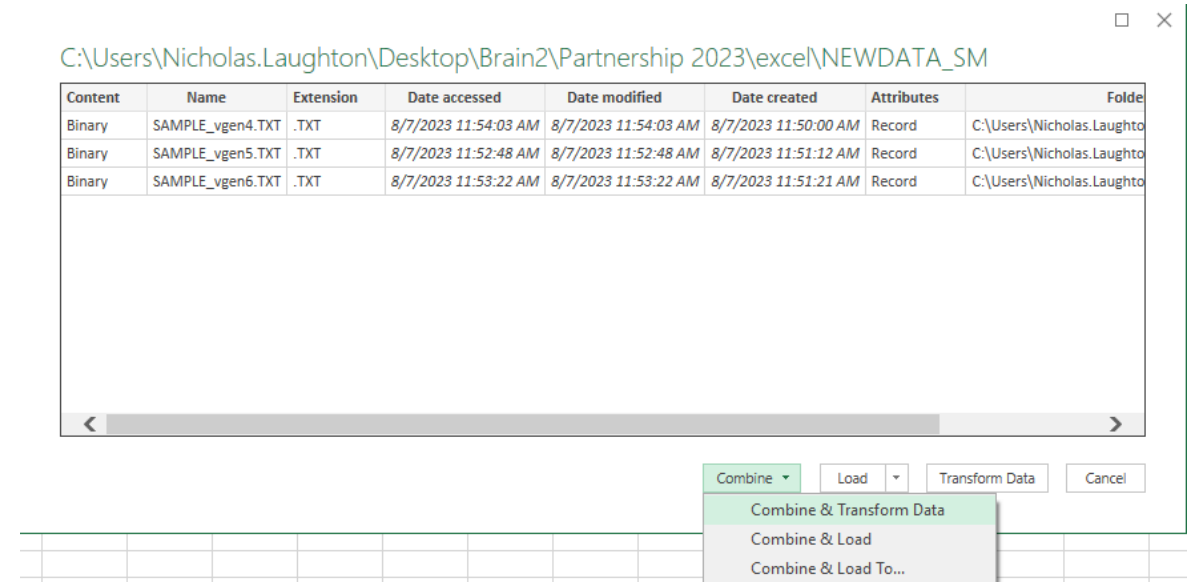 C:\Users\Nicholas.Laughton\Desktop\Brain2\Partnership 2023\excel\NEWDATA_SM
Content Name Extension Date accessed Date modified Date created Attributes Folde
Binary SAMPLE_vgen4.TXT .TXT 8/7/2023 11:54:03 AM 8/7/2023 11:54:03 AM 8/7/2023 11:50:00 AM Record C:\Users\Nicholas.Laughto
Binary SAMPLE_vgen5.TXT .TXT 8/7/2023 11:52:48 AM 8/7/2023 11:52:48 AM 8/7/2023 11:51:12 AM Record C:\Users\Nicholas.Laughto
Binary SAMPLE_vgen6.TXT .TXT 8/7/2023 11:53:22 AM 8/7/2023 11:53:22 AM 8/7/2023 11:51:21 AM Record C:\Users\Nicholas.Laughto
Combine Load Transform Data Cancel
Combine & Transform Data
Combine & Load
Combine & Load To...